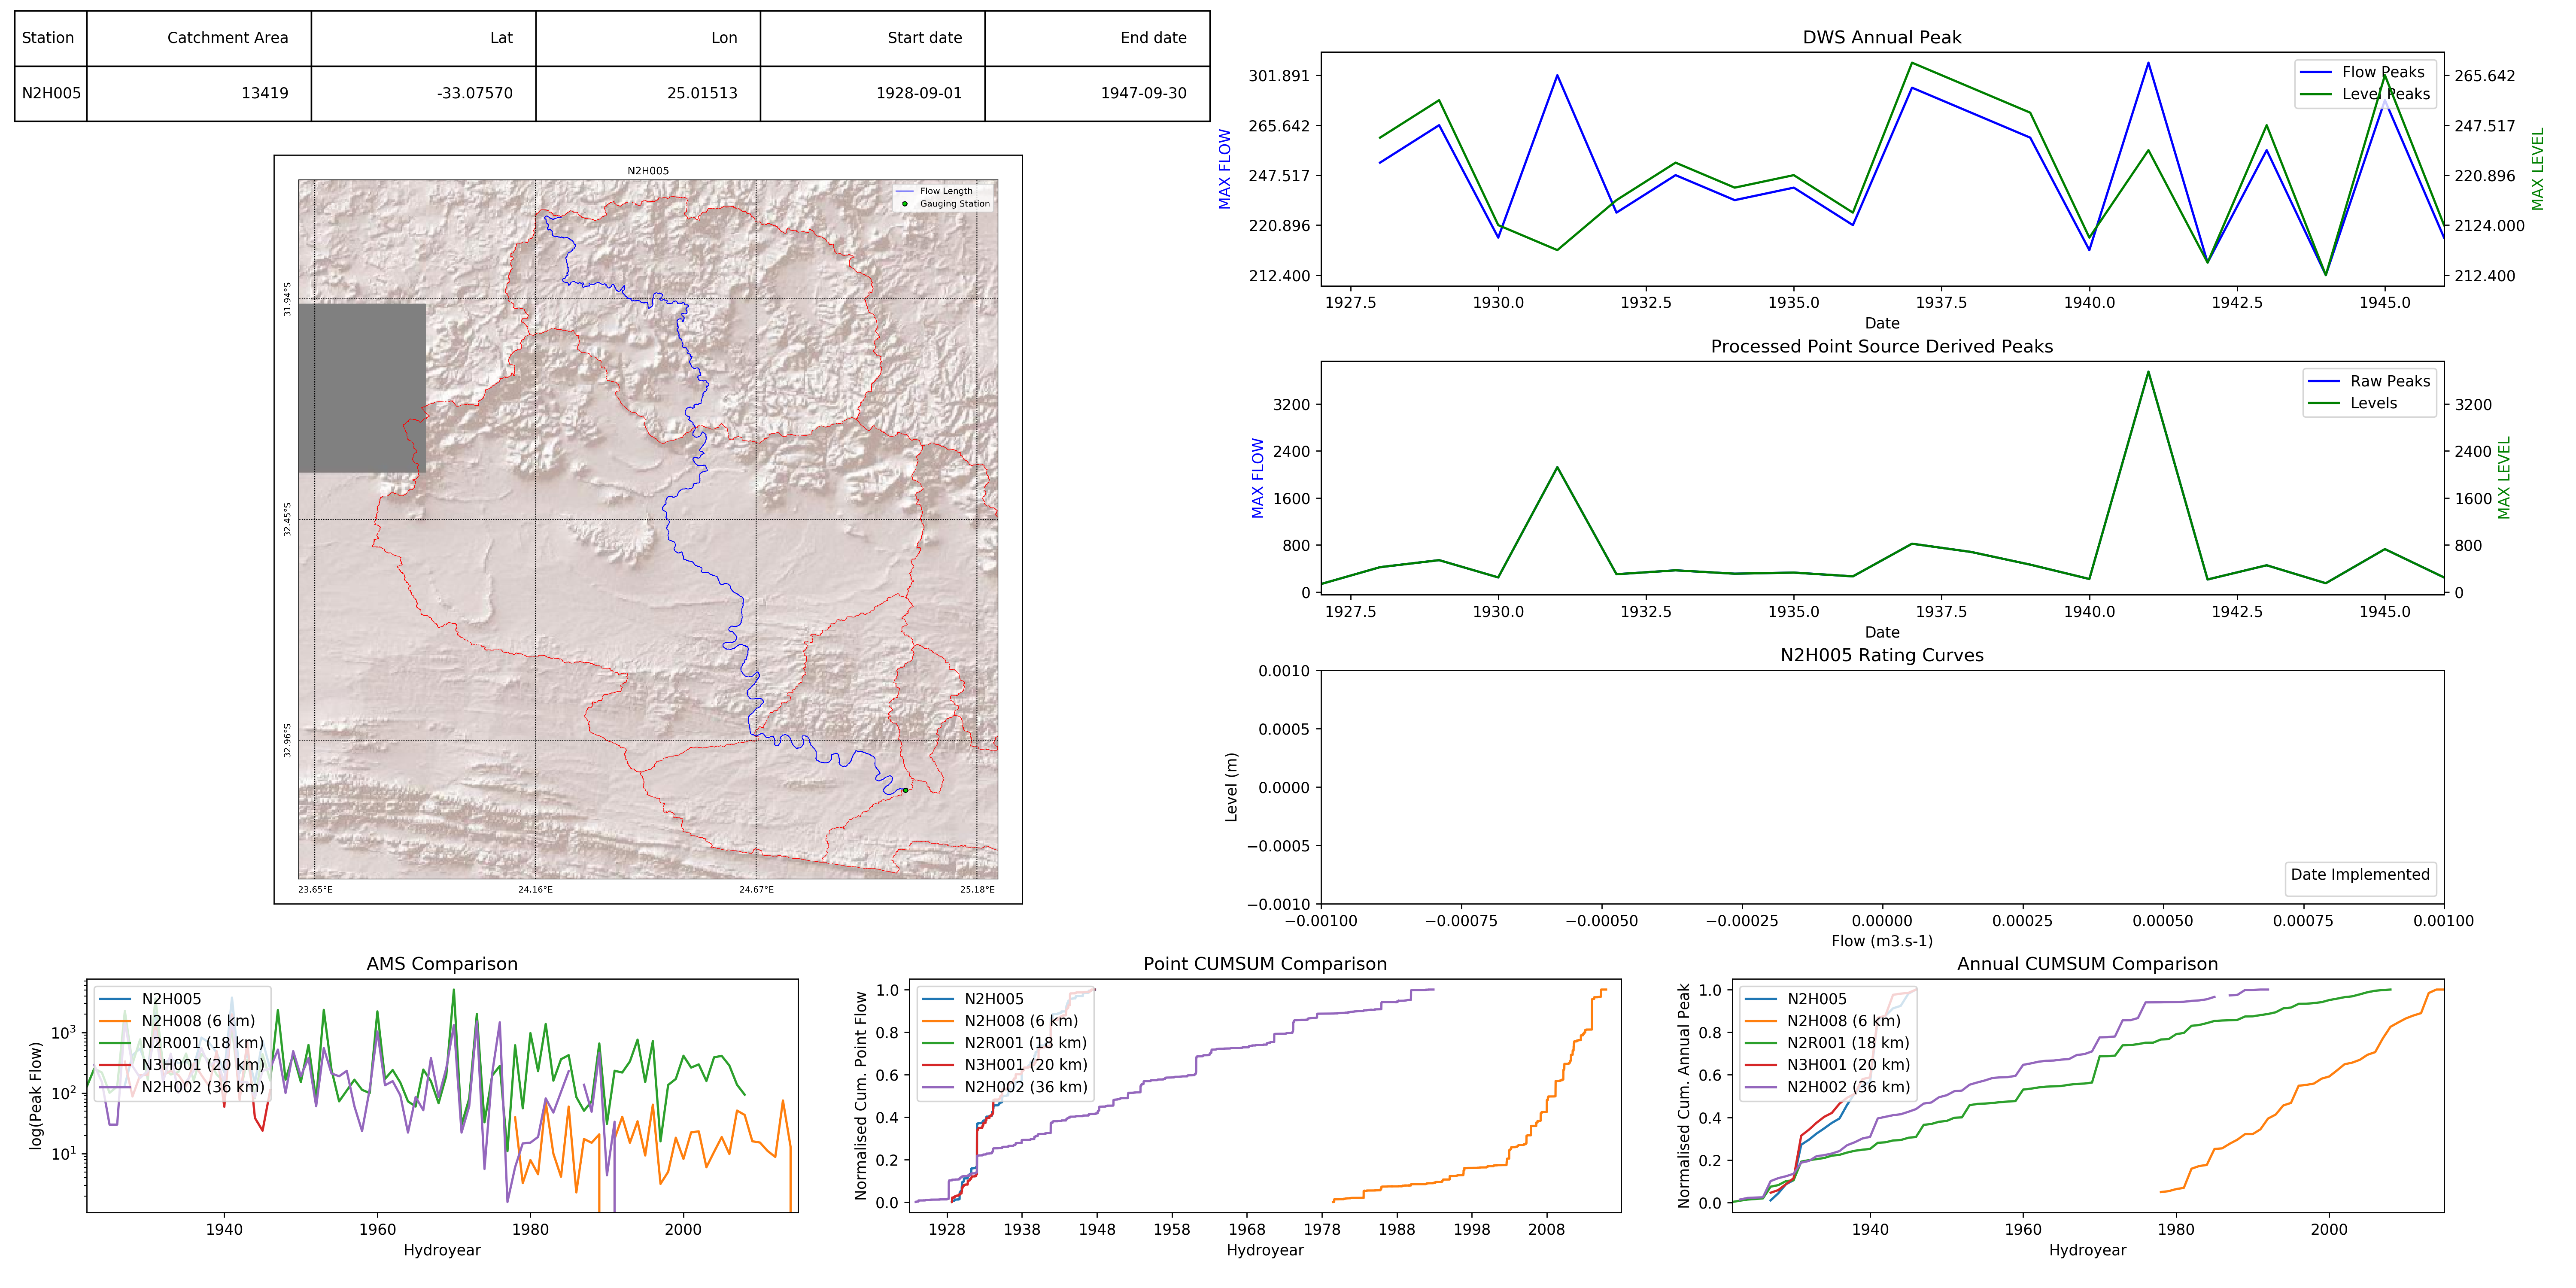 Station Catchment Area Lat Lon Start date End date
N2H005 13419 -33.07570 25.01513 1928-09-01 1947-09-30
N2H005
Flow Length
Gauging Station
31.94°S
32.45°S
32.96°S
23.65°E 24.16°E 24.67°E 25.18°E
DWS Annual Peak
Flow Peaks
Level Peaks
301.891 265.642
265.642 247.517
247.517 220.896
220.896 2124.000
212.400 212.400
MAX FLOW
MAX LEVEL
1927.5 1930.0 1932.5 1935.0 1937.5 1940.0 1942.5 1945.0
Date
Processed Point Source Derived Peaks
Raw Peaks
Levels
3200 3200
2400 2400
1600 1600
800 800
0 0
MAX FLOW
MAX LEVEL
1927.5 1930.0 1932.5 1935.0 1937.5 1940.0 1942.5 1945.0
Date
N2H005 Rating Curves
0.0010
0.0005
0.0000
−0.0005
−0.0010
Level (m)
Date Implemented
−0.00100 −0.00075 −0.00050 −0.00025 0.00000 0.00025 0.00050 0.00075 0.00100
Flow (m3.s-1)
AMS Comparison
N2H005
N2H008 (6 km)
N2R001 (18 km)
N3H001 (20 km)
N2H002 (36 km)
10³
10²
10¹
log(Peak Flow)
1940 1960 1980 2000
Hydroyear
Point CUMSUM Comparison
N2H005
N2H008 (6 km)
N2R001 (18 km)
N3H001 (20 km)
N2H002 (36 km)
1.0
0.8
0.6
0.4
0.2
0.0
Normalised Cum. Point Flow
1928 1938 1948 1958 1968 1978 1988 1998 2008
Hydroyear
Annual CUMSUM Comparison
N2H005
N2H008 (6 km)
N2R001 (18 km)
N3H001 (20 km)
N2H002 (36 km)
1.0
0.8
0.6
0.4
0.2
0.0
Normalised Cum. Annual Peak
1940 1960 1980 2000
Hydroyear